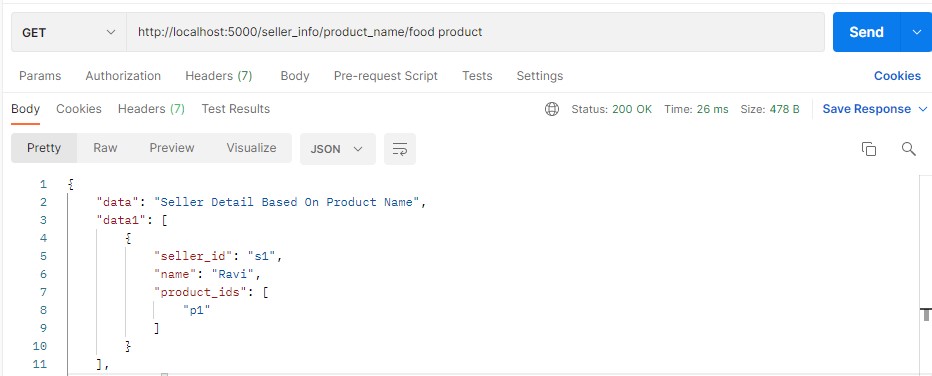 GET http://localhost:5000/seller_info/product_name/food product Send
Params Authorization Headers (7) Body Pre-request Script Tests Settings Cookies
Body Cookies Headers (7) Test Results Status: 200 OK Time: 26 ms Size: 478 B Save Response
Pretty Raw Preview Visualize JSON
1 {
2 "data": "Seller Detail Based On Product Name",
3 "data1": [
4 {
5 "seller_id": "s1",
6 "name": "Ravi",
7 "product_ids": [
8 "p1"
9 ]
10 }
11 ],